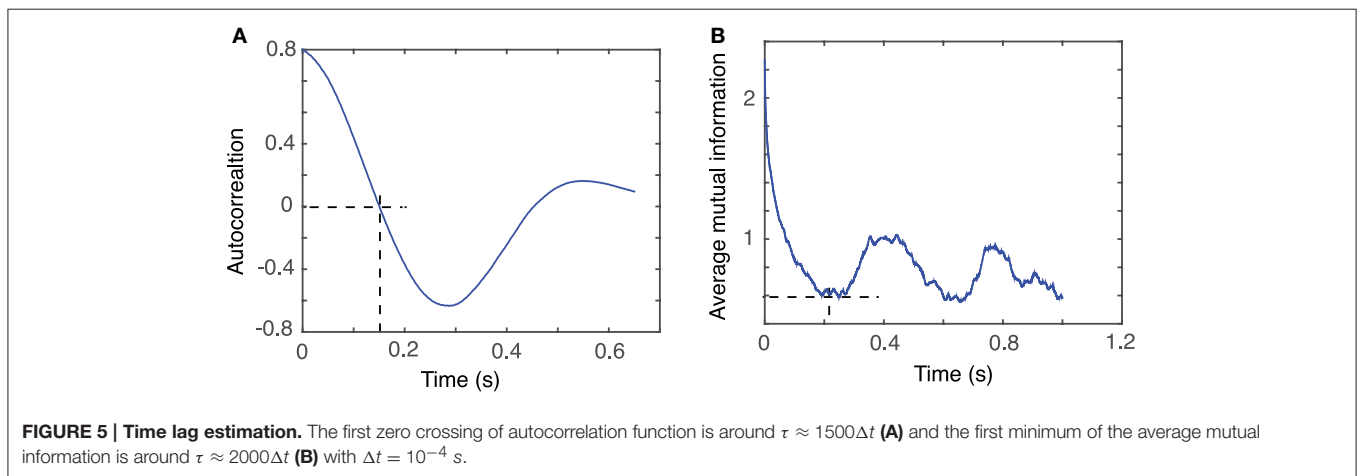 A
0.8
0.4
0
-0.4
-0.8
Autocorrealtion
0 0.2 0.4 0.6
Time (s)
B
2
1
Average mutual information
0 0.4 0.8 1.2
Time (s)
FIGURE 5 | Time lag estimation. The first zero crossing of autocorrelation function is around τ ≈ 1500Δt (A) and the first minimum of the average mutual
information is around τ ≈ 2000Δt (B) with Δt = 10⁻⁴ s.